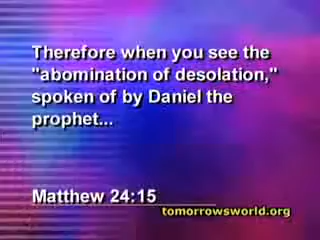 Therefore when you see the
"abomination of desolation,"
spoken of by Daniel the
prophet...
Matthew 24:15
tomorrowsworld.org